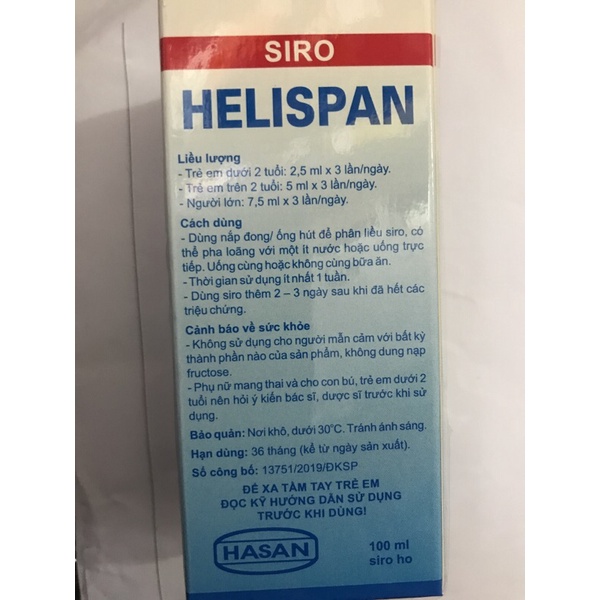 SIRO
HELISPAN
Liều lượng
- Trẻ em dưới 2 tuổi: 2,5 ml x 3 lần/ngày.
- Trẻ em trên 2 tuổi: 5 ml x 3 lần/ngày.
- Người lớn: 7,5 ml x 3 lần/ngày.
Cách dùng
- Dùng nắp đong/ ống hút để phân liều siro, có
thể pha loãng với một ít nước hoặc uống trực
tiếp. Uống cùng hoặc không cùng bữa ăn.
- Thời gian sử dụng ít nhất 1 tuần.
- Dùng siro thêm 2 – 3 ngày sau khi đã hết các
triệu chứng.
Cảnh báo về sức khỏe
- Không sử dụng cho người mẫn cảm với bất kỳ
thành phần nào của sản phẩm, không dung nạp
fructose.
- Phụ nữ mang thai và cho con bú, trẻ em dưới 2
tuổi nên hỏi ý kiến bác sĩ, dược sĩ trước khi sử
dụng.
Bảo quản: Nơi khô, dưới 30°C. Tránh ánh sáng.
Hạn dùng: 36 tháng (kể từ ngày sản xuất).
Số công bố: 13751/2019/ĐKSP
ĐỂ XA TẦM TAY TRẺ EM
ĐỌC KỸ HƯỚNG DẪN SỬ DỤNG
TRƯỚC KHI DÙNG!
HASAN
100 ml
siro ho